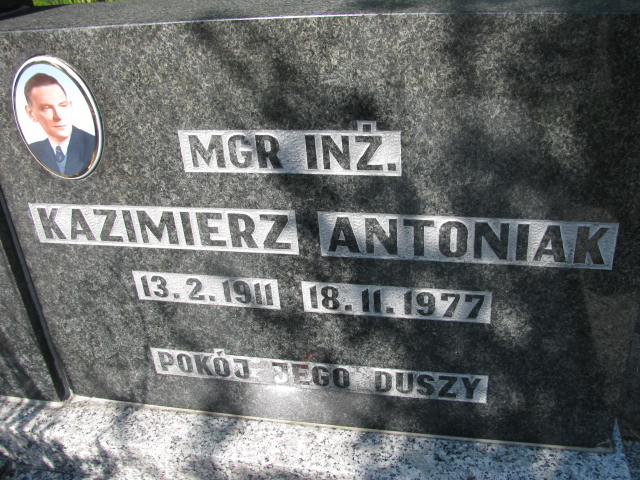 MGR INŻ.
KAZIMIERZ ANTONIAK
13.2.1911 18.11.1977
POKÓJ JEGO DUSZY